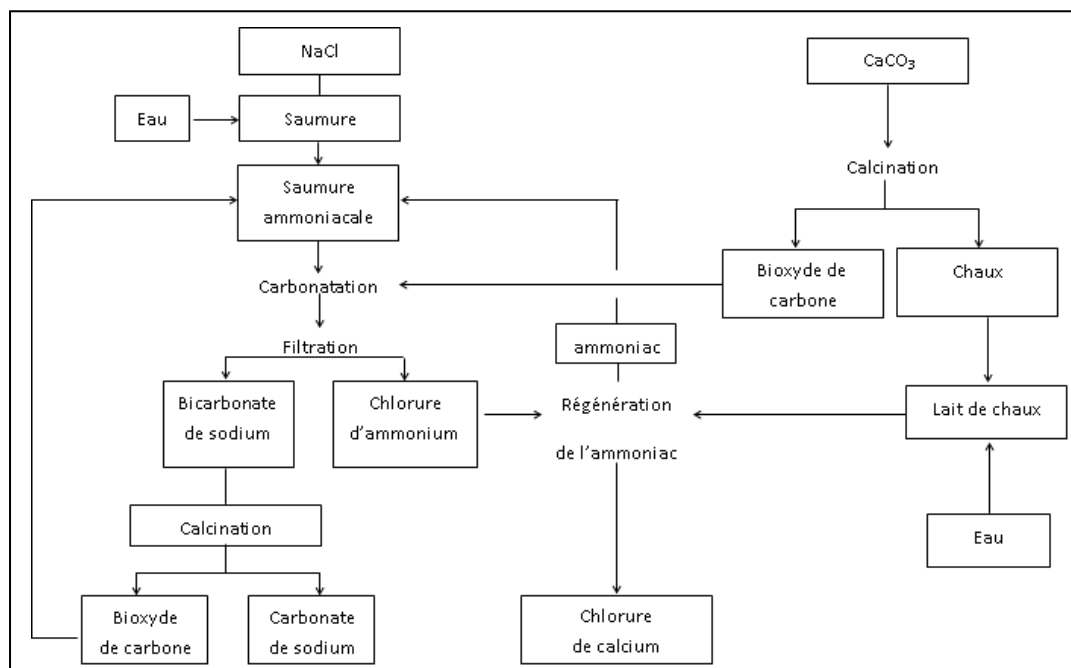 NaCl
CaCO₃
Eau
Saumure
Calcination
Saumure
ammoniacale
Bioxyde de
carbone
Chaux
Carbonatation
ammoniac
Filtration
Bicarbonate
de sodium
Chlorure
d'ammonium
Régénération
de l'ammoniac
Lait de chaux
Calcination
Eau
Bioxyde
de carbone
Carbonate
de sodium
Chlorure
de calcium